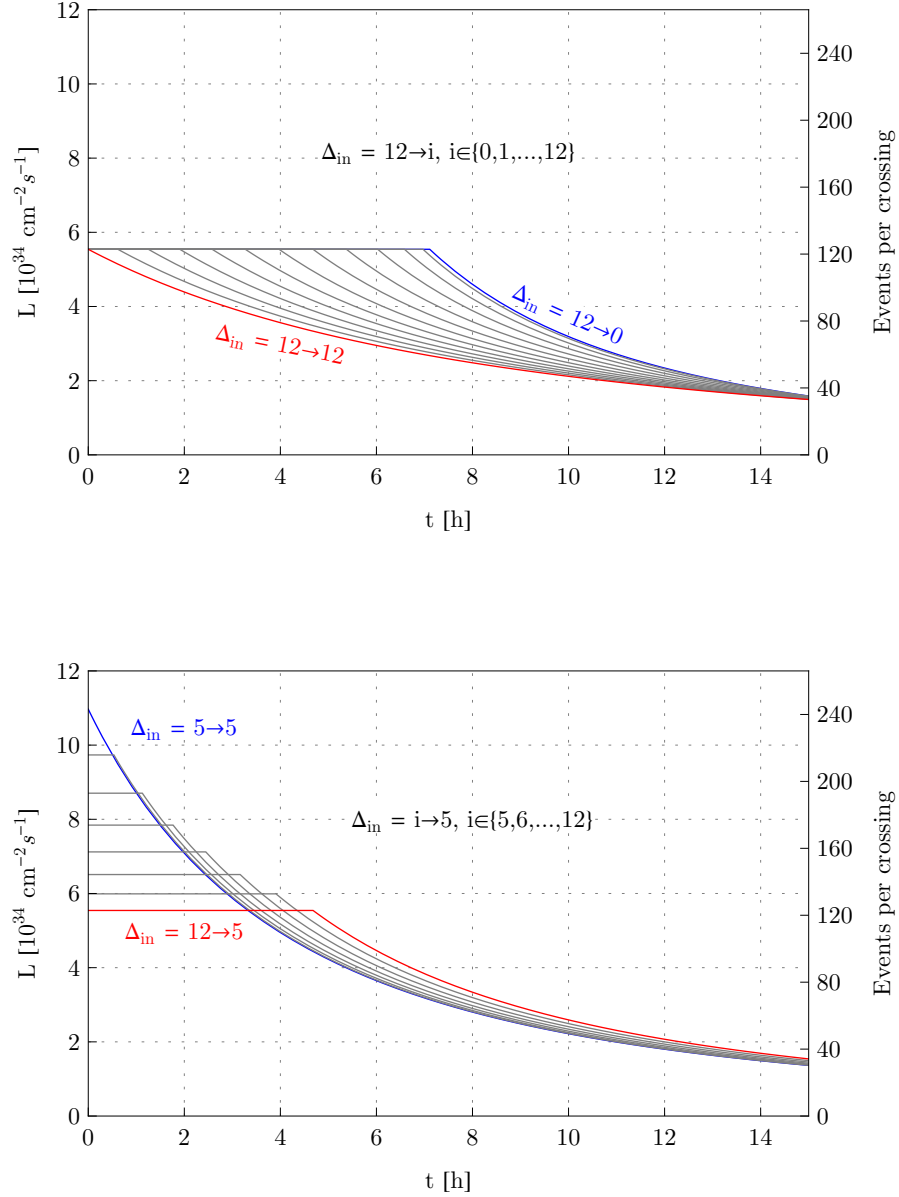 12
10
8
6
4
2
0
0 2 4 6 8 10 12 14
240
200
160
120
80
40
0
L [10³⁴ cm⁻²s⁻¹]
Events per crossing
t [h]
Δin = 12→i, i∈{0,1,...,12}
Δin = 12→0
Δin = 12→12
12
10
8
6
4
2
0
0 2 4 6 8 10 12 14
240
200
160
120
80
40
0
L [10³⁴ cm⁻²s⁻¹]
Events per crossing
t [h]
Δin = 5→5
Δin = i→5, i∈{5,6,...,12}
Δin = 12→5